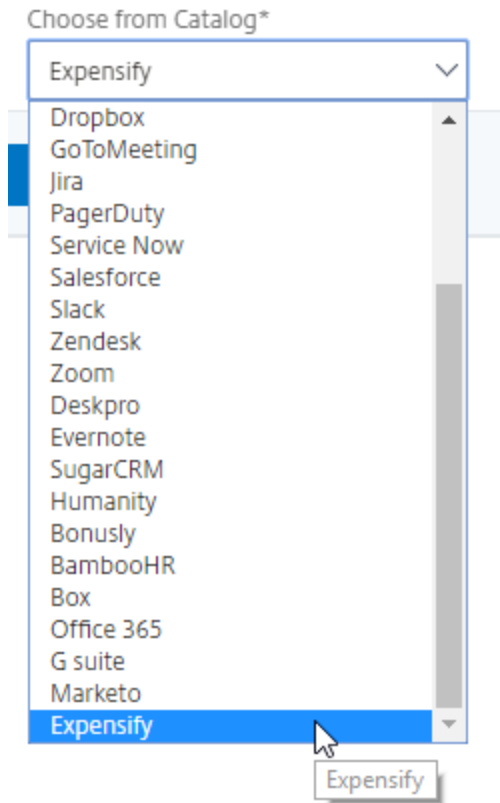 Choose from Catalog*
Expensify
Dropbox
GoToMeeting
Jira
PagerDuty
Service Now
Salesforce
Slack
Zendesk
Zoom
Deskpro
Evernote
SugarCRM
Humanity
Bonusly
BambooHR
Box
Office 365
G suite
Marketo
Expensify
Expensify